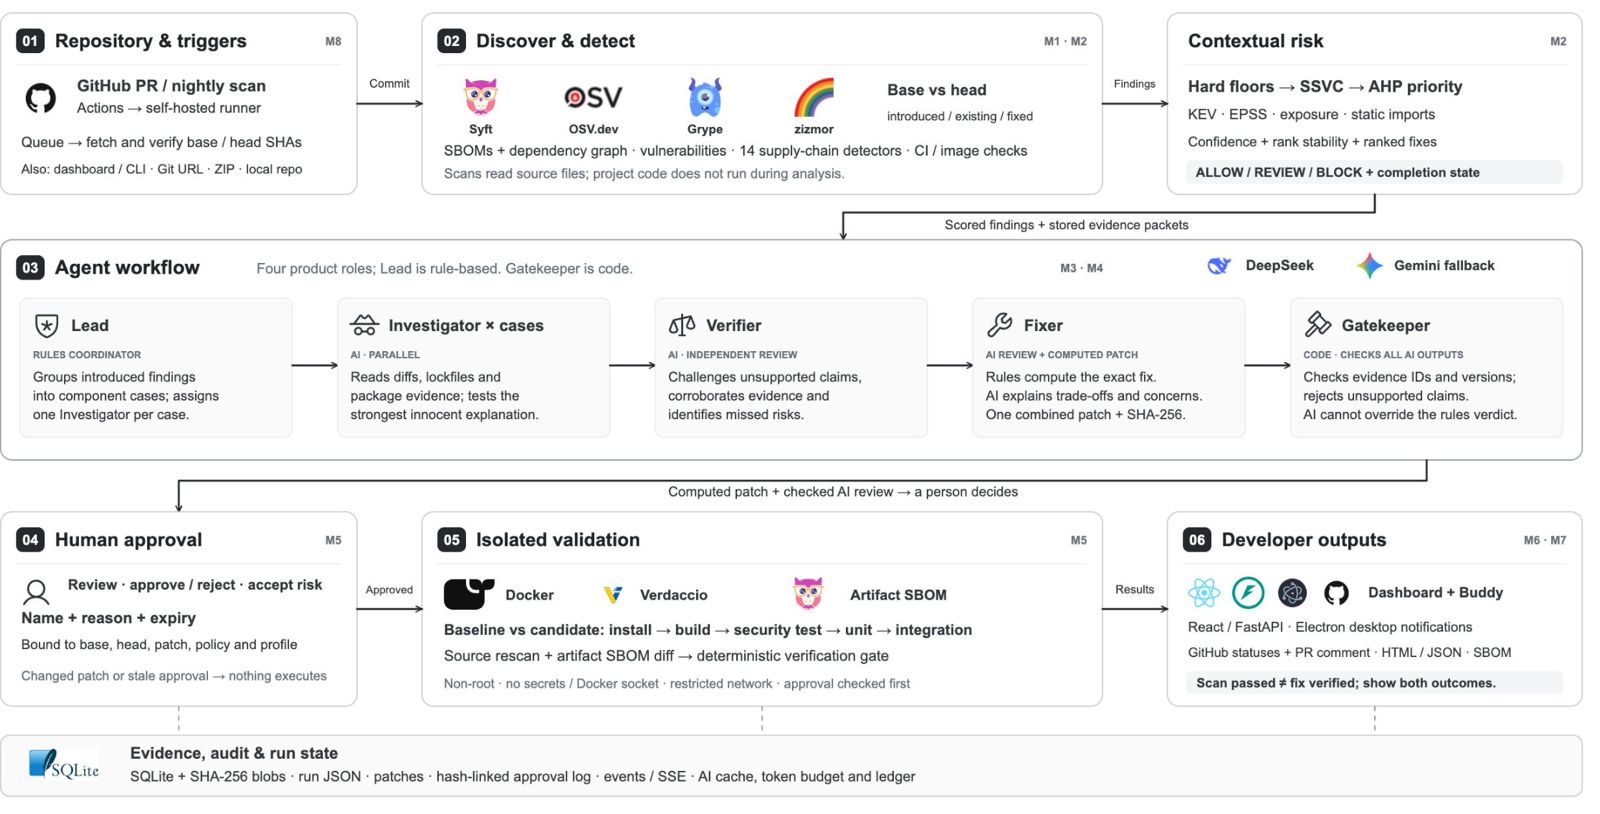 01 Repository & triggers M8
GitHub PR / nightly scan
Actions → self-hosted runner
Queue → fetch and verify base / head SHAs
Also: dashboard / CLI · Git URL · ZIP · local repo
Commit
02 Discover & detect M1 · M2
Syft
OSV
OSV.dev
Grype
zizmor
Base vs head
introduced / existing / fixed
SBOMs + dependency graph · vulnerabilities · 14 supply-chain detectors · CI / image checks
Scans read source files; project code does not run during analysis.
Findings
Contextual risk M2
Hard floors → SSVC → AHP priority
KEV · EPSS · exposure · static imports
Confidence + rank stability + ranked fixes
ALLOW / REVIEW / BLOCK + completion state
Scored findings + stored evidence packets
03 Agent workflow Four product roles; Lead is rule-based. Gatekeeper is code. M3 · M4 DeepSeek Gemini fallback
Lead
RULES COORDINATOR
Groups introduced findings
into component cases; assigns
one Investigator per case.
Investigator × cases
AI · PARALLEL
Reads diffs, lockfiles and
package evidence; tests the
strongest innocent explanation.
Verifier
AI · INDEPENDENT REVIEW
Challenges unsupported claims,
corroborates evidence and
identifies missed risks.
Fixer
AI REVIEW + COMPUTED PATCH
Rules compute the exact fix.
AI explains trade-offs and concerns.
One combined patch + SHA-256.
Gatekeeper
CODE · CHECKS ALL AI OUTPUTS
Checks evidence IDs and versions;
rejects unsupported claims.
AI cannot override the rules verdict.
Computed patch + checked AI review → a person decides
04 Human approval M5
Review · approve / reject · accept risk
Name + reason + expiry
Bound to base, head, patch, policy and profile
Changed patch or stale approval → nothing executes
Approved
05 Isolated validation M5
Docker
Verdaccio
Artifact SBOM
Baseline vs candidate: install → build → security test → unit → integration
Source rescan + artifact SBOM diff → deterministic verification gate
Non-root · no secrets / Docker socket · restricted network · approval checked first
Results
06 Developer outputs M6 · M7
Dashboard + Buddy
React / FastAPI · Electron desktop notifications
GitHub statuses + PR comment · HTML / JSON · SBOM
Scan passed ≠ fix verified; show both outcomes.
SQLite
Evidence, audit & run state
SQLite + SHA-256 blobs · run JSON · patches · hash-linked approval log · events / SSE · AI cache, token budget and ledger